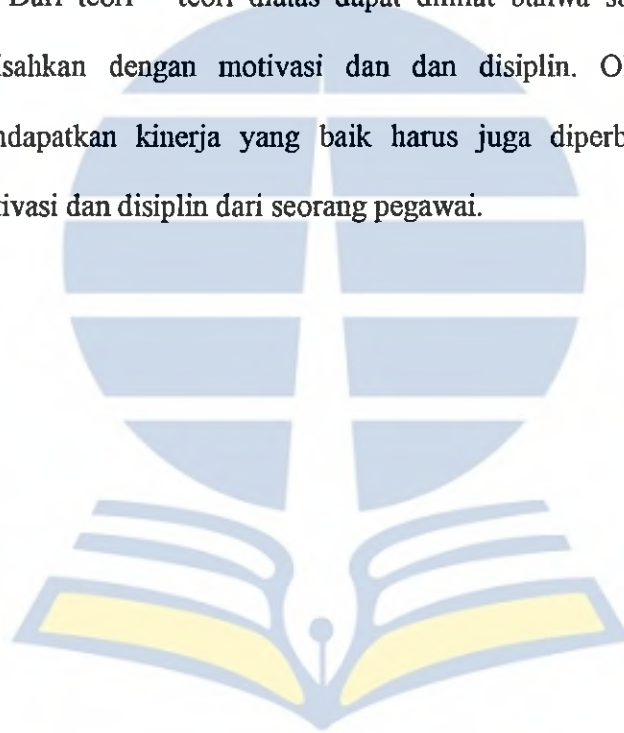 Dari teori – teori diatas dapat dilihat bahwa
isahkan dengan motivasi dan dan disiplin.
ndapatkan kinerja yang baik harus juga
tivasi dan disiplin dari seorang pegawai.